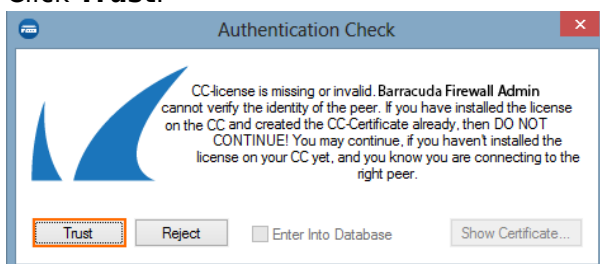 Click Trust.
Authentication Check
CC-license is missing or invalid. Barracuda Firewall Admin
cannot verify the identity of the peer. If you have installed the license
on the CC and created the CC-Certificate already, then DO NOT
CONTINUE! You may continue, if you haven't installed the
license on your CC yet, and you know you are connecting to the
right peer.
Trust Reject Enter Into Database Show Certificate...